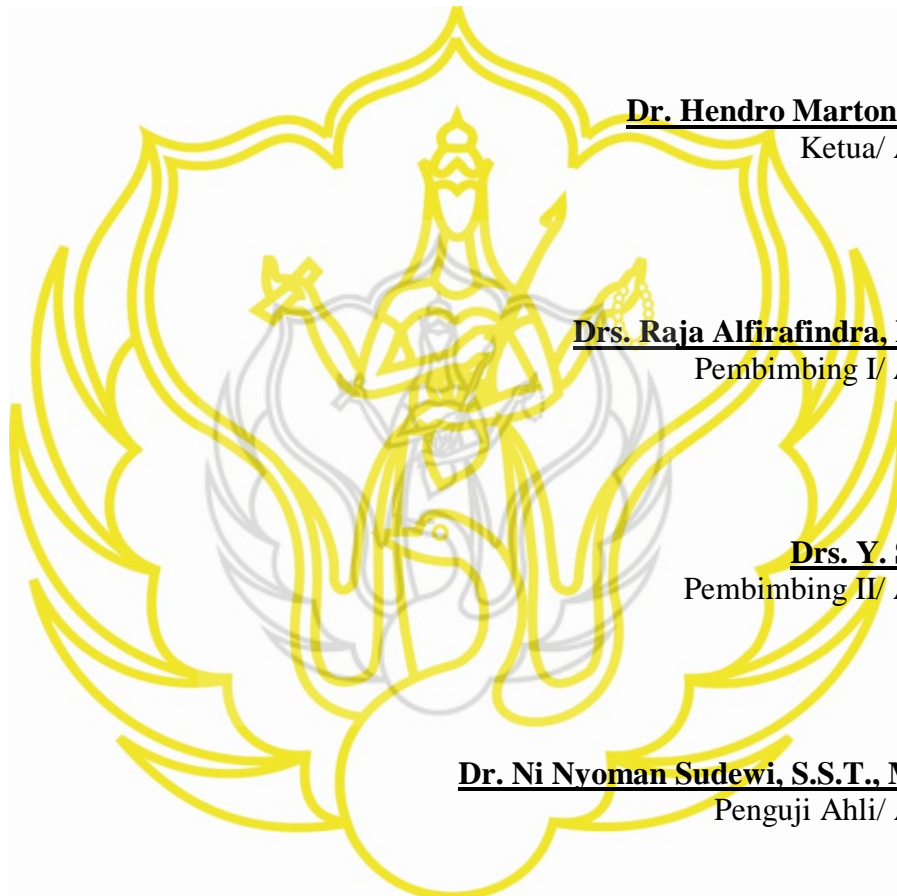 Dr. Hendro Marton
Ketua/ A
Drs. Raja Alfirafindra,
Pembimbing I/ A
Drs. Y.
Pembimbing II/ A
Dr. Ni Nyoman Sudewi, S.S.T.,
Penguji Ahli/ A